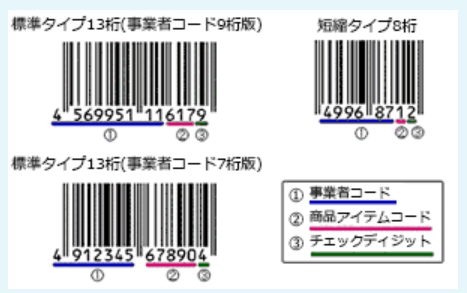 標準タイプ13桁(事業者コード9桁版)
4 569951 116179
① ② ③
短縮タイプ8桁
4996 8712
① ② ③
標準タイプ13桁(事業者コード7桁版)
4 912345 678904
① ② ③
① 事業者コード
② 商品アイテムコード
③ チェックディジット